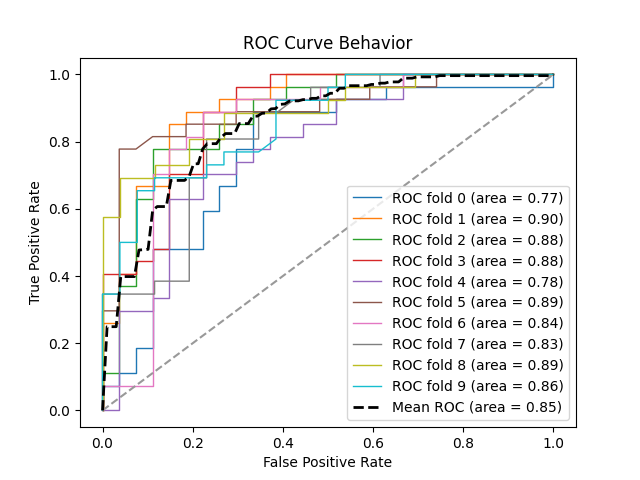 ROC Curve Behavior
True Positive Rate
1.0
0.8
0.6
0.4
0.2
0.0
ROC fold 0 (area = 0.77)
ROC fold 1 (area = 0.90)
ROC fold 2 (area = 0.88)
ROC fold 3 (area = 0.88)
ROC fold 4 (area = 0.78)
ROC fold 5 (area = 0.89)
ROC fold 6 (area = 0.84)
ROC fold 7 (area = 0.83)
ROC fold 8 (area = 0.89)
ROC fold 9 (area = 0.86)
Mean ROC (area = 0.85)
0.0 0.2 0.4 0.6 0.8 1.0
False Positive Rate